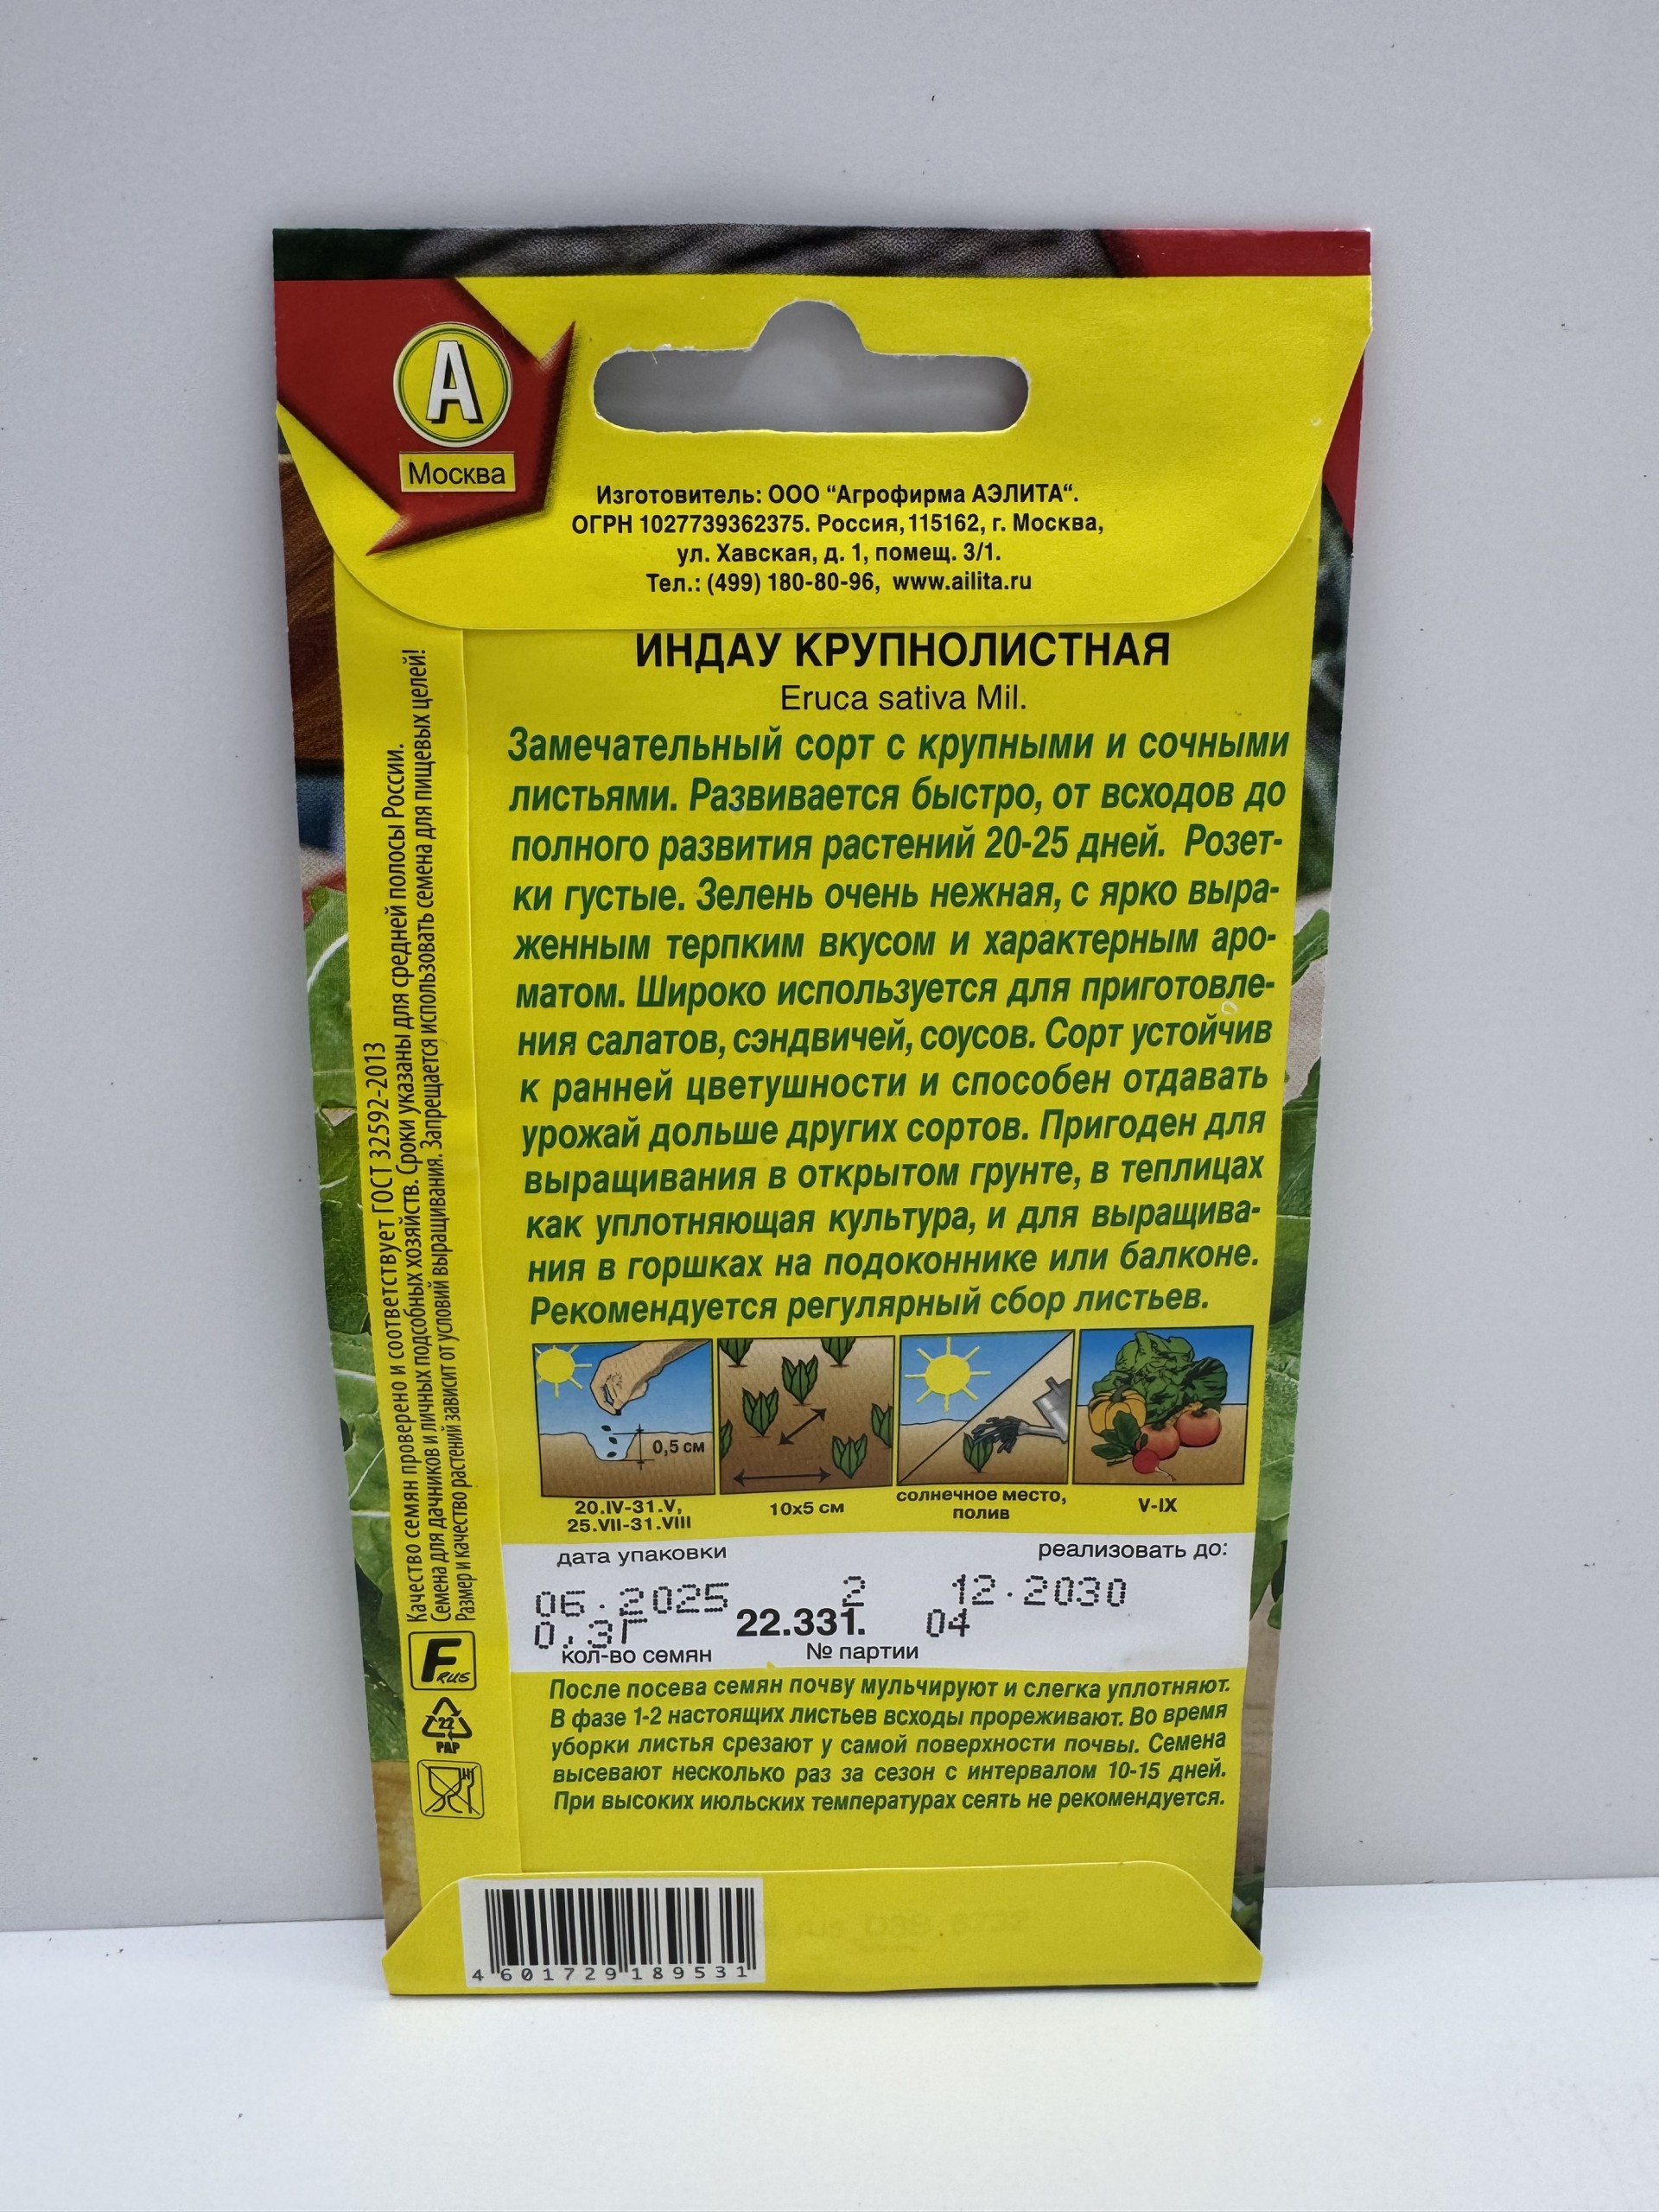 А
Москва
Изготовитель: ООО “Агрофирма АЭЛИТА“.
ОГРН 1027739362375. Россия, 115162, г. Москва,
ул. Хавская, д. 1, помещ. 3/1.
Тел.: (499) 180-80-96, www.ailita.ru
ИНДАУ КРУПНОЛИСТНАЯ
Eruca sativa Mil.
Замечательный сорт с крупными и сочными
листьями. Развивается быстро, от всходов до
полного развития растений 20-25 дней. Розет-
ки густые. Зелень очень нежная, с ярко выра-
женным терпким вкусом и характерным аро-
матом. Широко используется для приготовле-
ния салатов, сэндвичей, соусов. Сорт устойчив
к ранней цветушности и способен отдавать
урожай дольше других сортов. Пригоден для
выращивания в открытом грунте, в теплицах
как уплотняющая культура, и для выращива-
ния в горшках на подоконнике или балконе.
Рекомендуется регулярный сбор листьев.
0,5 см
20.IV-31.V,
25.VII-31.VIII
10х5 см
солнечное место,
полив
V-IX
дата упаковки
реализовать до:
06.2025 2 12.2030
0,3Г 22.331. 04
кол-во семян
№ партии
После посева семян почву мульчируют и слегка уплотняют.
В фазе 1-2 настоящих листьев всходы прореживают. Во время
уборки листья срезают у самой поверхности почвы. Семена
высевают несколько раз за сезон с интервалом 10-15 дней.
При высоких июльских температурах сеять не рекомендуется.
Качество семян проверено и соответствует ГОСТ 32592-2013
Семена для дачников и личных подсобных хозяйств. Сроки указаны для средней полосы России.
Размер и качество растений зависит от условий выращивания. Запрещается использовать семена для пищевых целей!
F RUS
22
PAP
4 601729 189531